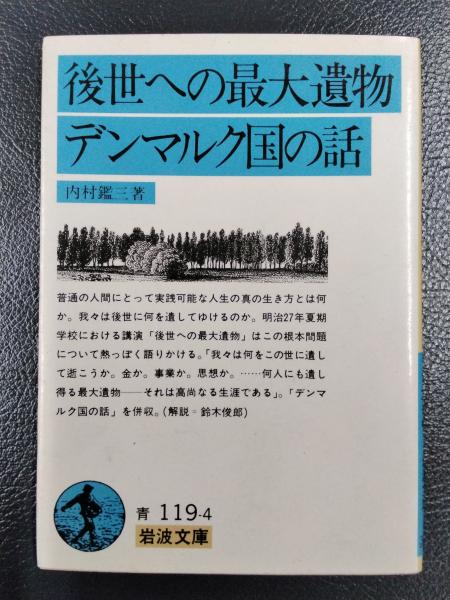 後世への最大遺物
デンマルク国の話
内村鑑三著
普通の人間にとって実践可能な人生の真の生き方とは何
か。我々は後世に何を遺してゆけるのか。明治27年夏期
学校における講演「後世への最大遺物」はこの根本問題
について熱っぽく語りかける。「我々は何をこの世に遺し
て逝こうか。金か。事業か。思想か。……何人にも遺し
得る最大遺物――それは高尚なる生涯である」。「デンマ
ルク国の話」を併収。(解説=鈴木俊郎)
青 119-4
岩波文庫